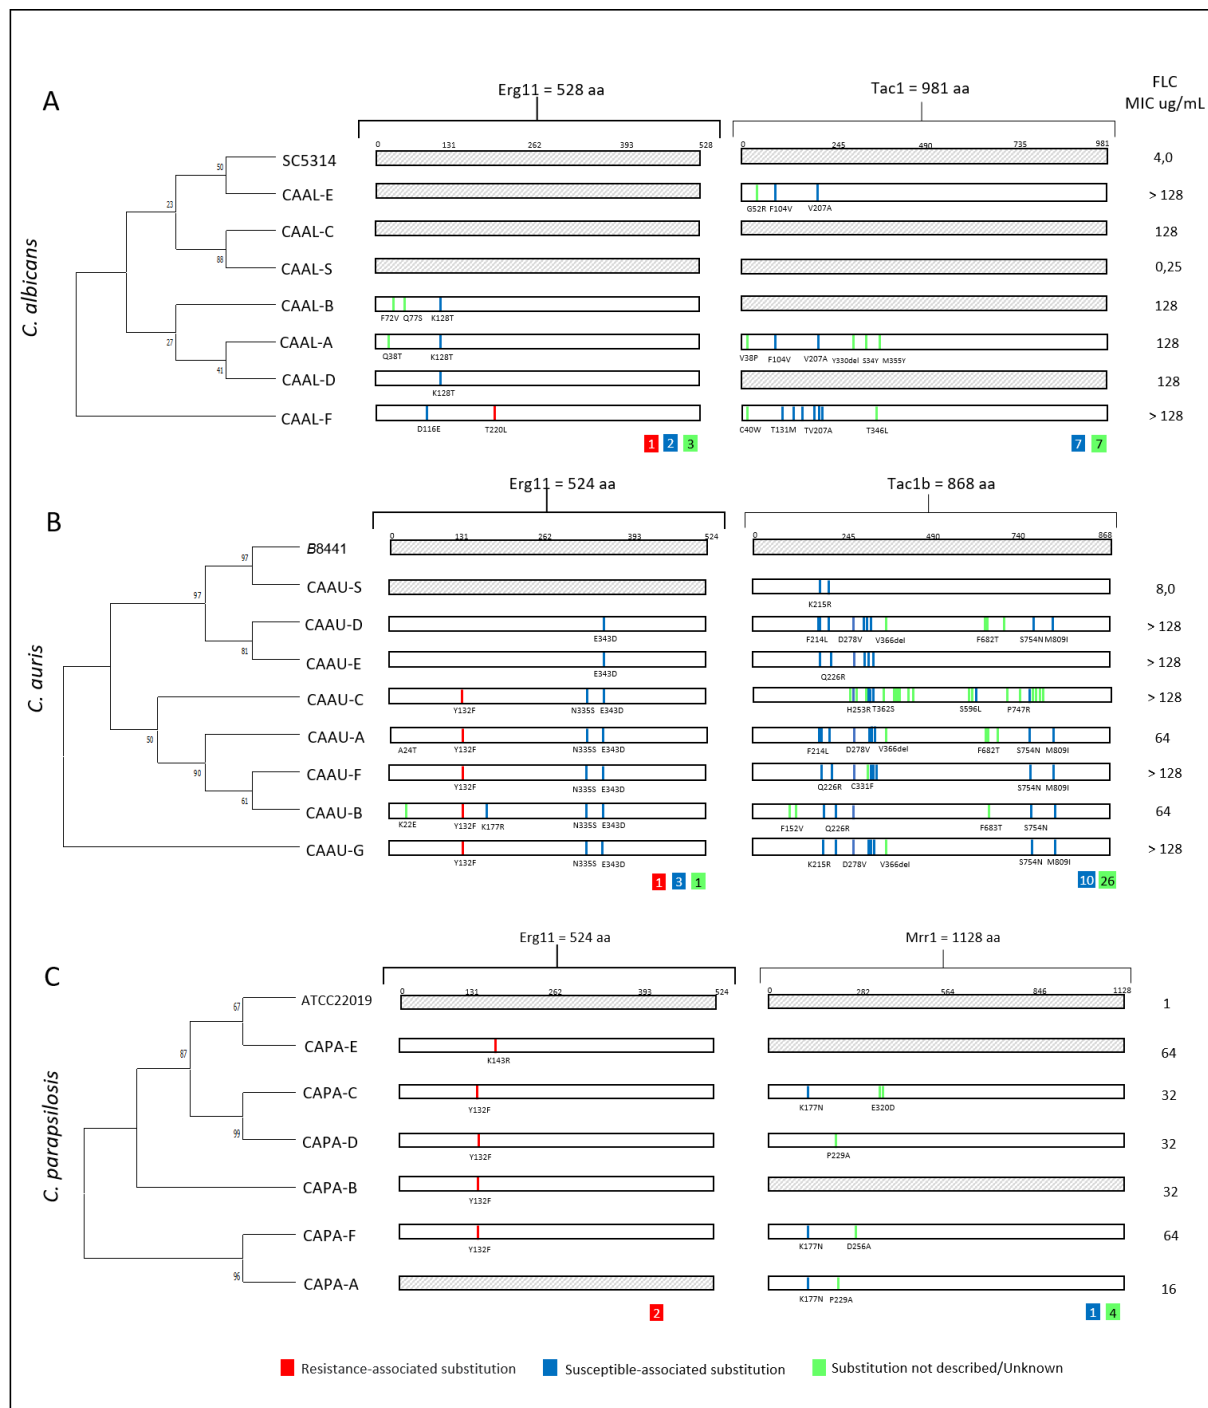 A
Erg11 = 528 aa
Tac1 = 981 aa
FLC
MIC ug/mL
0 131 262 393 528
0 245 490 735 981
C. albicans
50
23
88
27
41
SC5314 4,0
CAAL-E > 128
G52R F104V V207A
CAAL-C 128
CAAL-S 0,25
CAAL-B 128
F72V Q77S K128T
CAAL-A 128
Q38T K128T V38P F104V V207A Y330del S34Y M355Y
CAAL-D 128
K128T
CAAL-F > 128
D116E T220L C40W T131M TV207A T346L
1 2 3 7 7
B
Erg11 = 524 aa
Tac1b = 868 aa
0 131 262 393 524
0 245 490 740 868
C. auris
97
97
81
50
90
61
B8441
CAAU-S 8,0
K215R
CAAU-D > 128
E343D F214L D278V V366del F682T S754N M809I
CAAU-E > 128
E343D Q226R
CAAU-C > 128
Y132F N335S E343D H253R T362S S596L P747R
CAAU-A 64
A24T Y132F N335S E343D F214L D278V V366del F682T S754N M809I
CAAU-F > 128
Y132F N335S E343D Q226R C331F S754N M809I
CAAU-B 64
K22E Y132F K177R N335S E343D F152V Q226R F683T S754N
CAAU-G > 128
Y132F N335S E343D K215R D278V V366del S754N M809I
1 3 1 10 26
C
Erg11 = 524 aa
Mrr1 = 1128 aa
0 131 262 393 524
0 282 564 846 1128
C. parapsilosis
67
87
99
96
ATCC22019 1
CAPA-E 64
K143R
CAPA-C 32
Y132F K177N E320D
CAPA-D 32
Y132F P229A
CAPA-B 32
Y132F
CAPA-F 64
Y132F K177N D256A
CAPA-A 16
K177N P229A
2 1 4
Resistance-associated substitution
Susceptible-associated substitution
Substitution not described/Unknown